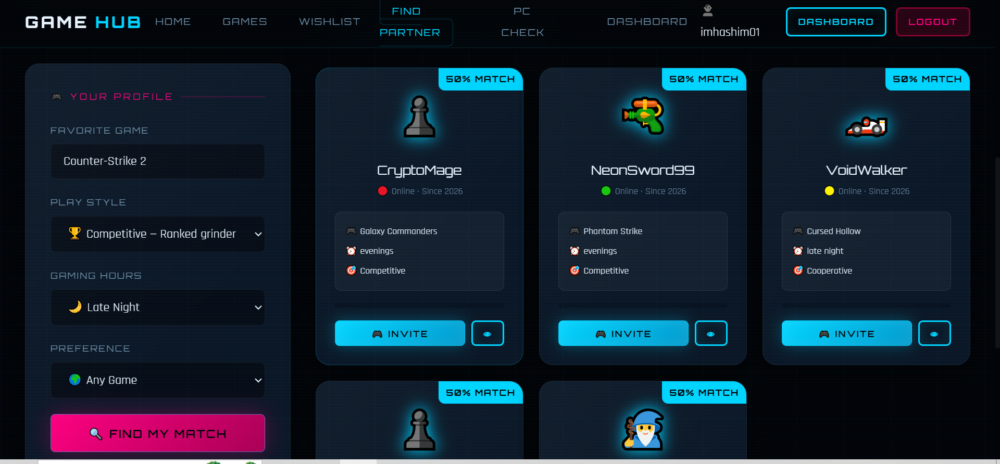 GAME HUB
HOME
GAMES
WISHLIST
FIND
PARTNER
PC
CHECK
DASHBOARD
imhashim01
DASHBOARD
LOGOUT
YOUR PROFILE
FAVORITE GAME
Counter-Strike 2
PLAY STYLE
Competitive – Ranked grinder
GAMING HOURS
Late Night
PREFERENCE
Any Game
FIND MY MATCH
50% MATCH
CryptoMage
Online · Since 2026
Galaxy Commanders
evenings
Competitive
INVITE
50% MATCH
NeonSword99
Online · Since 2026
Phantom Strike
evenings
Competitive
INVITE
50% MATCH
VoidWalker
Online · Since 2026
Cursed Hollow
late night
Cooperative
INVITE
50% MATCH
50% MATCH